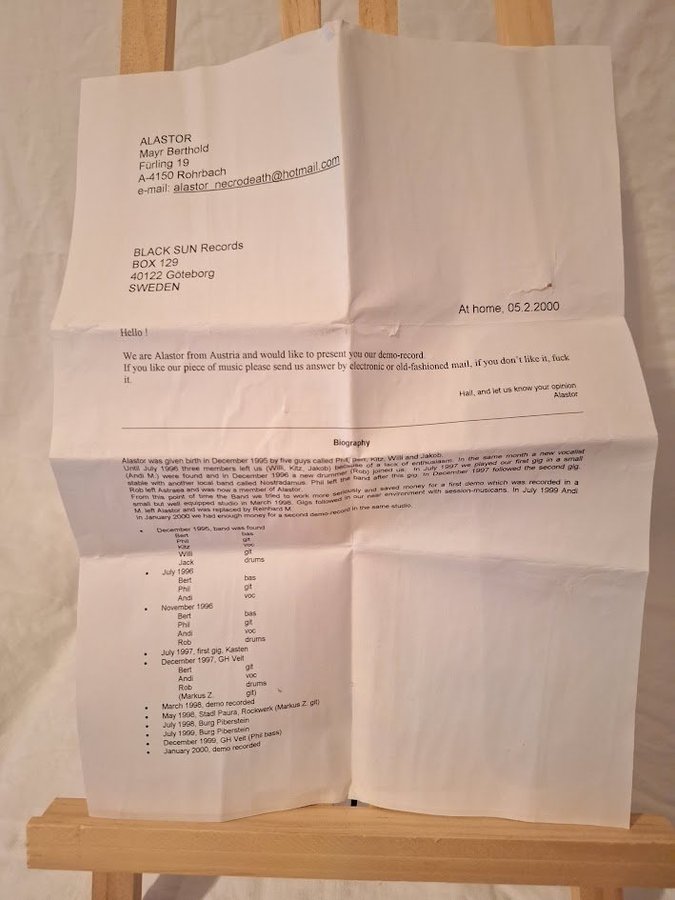 ALASTOR
Mayr Berthold
Fürling 19
A-4150 Rohrbach
e-mail: alastor_necrodeath@hotmail.com
BLACK SUN Records
BOX 129
40122 Göteborg
SWEDEN
At home, 05.2.2000
Hello !
We are Alastor from Austria and would like to present you our demo-record.
If you like our piece of music please send us answer by electronic or old-fashioned mail, if you don't like it, fuck
it.
Hail, and let us know your opinion
Alastor
Biography
Alastor was given birth in December 1995 by five guys called Phil, Bert, Kitz, Willi and Jakob.
Until July 1996 three members left us (Willi, Kitz, Jakob) because of a lack of enthusiasm. In the same month a new vocalist
(Andi M.) were found and in December 1996 a new drummer (Rob) joined us. In July 1997 we played our first gig in a small
stable with another local band called Nostradamus. Phil left the band after this gig. In December 1997 followed the second gig.
Rob left Astraea and was now a member of Alastor.
From this point of time the Band we tried to work more seriously and saved money for a first demo which was recorded in a
small but well equipped studio in March 1998. Gigs followed in our near environment with session-musicans. In July 1999 Andi
M. left Alastor and was replaced by Reinhard M.
In January 2000 we had enough money for a second demo-record in the same studio.
• December 1995, band was found
Bert bas
Phil git
Kitz voc
Willi git
Jack drums
• July 1996
Bert bas
Phil git
Andi voc
• November 1996
Bert bas
Phil git
Andi voc
Rob drums
• July 1997, first gig, Kasten
• December 1997, GH Veit
Bert git
Andi voc
Rob drums
(Markus Z. git)
• March 1998, demo recorded
• May 1998, Stadl Paura, Rockwerk (Markus Z. git)
• July 1998, Burg Piberstein
• July 1999, Burg Piberstein
• December 1999, GH Veit (Phil bass)
• January 2000, demo recorded